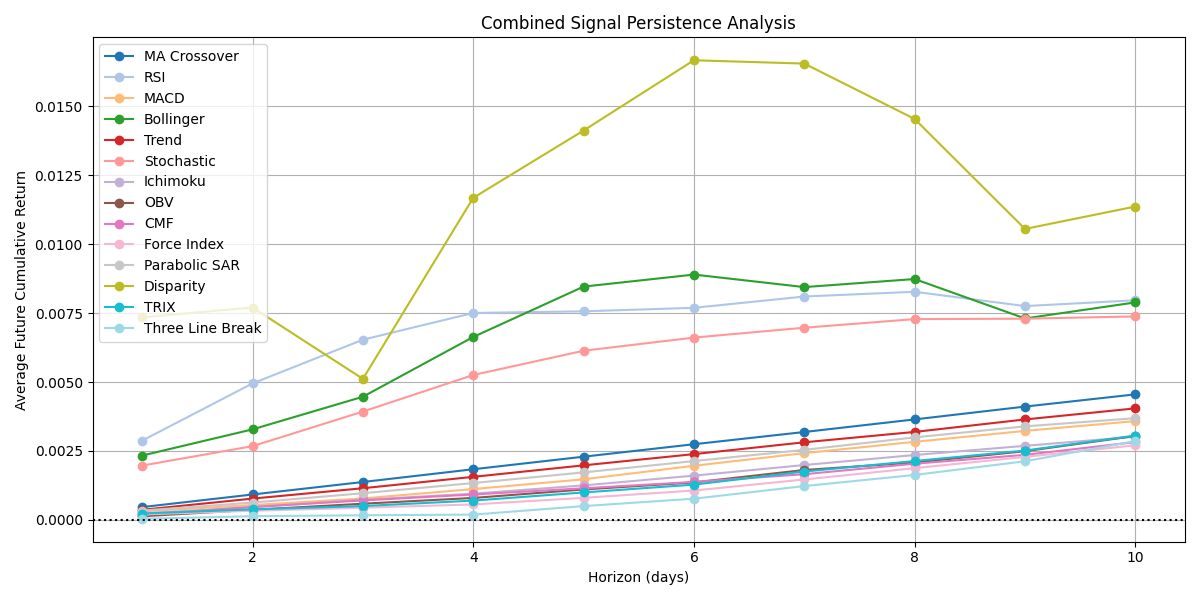 Combined Signal Persistence Analysis
MA Crossover
RSI
MACD
Bollinger
Trend
Stochastic
Ichimoku
OBV
CMF
Force Index
Parabolic SAR
Disparity
TRIX
Three Line Break
Average Future Cumulative Return
0.0150
0.0125
0.0100
0.0075
0.0050
0.0025
0.0000
2 4 6 8 10
Horizon (days)